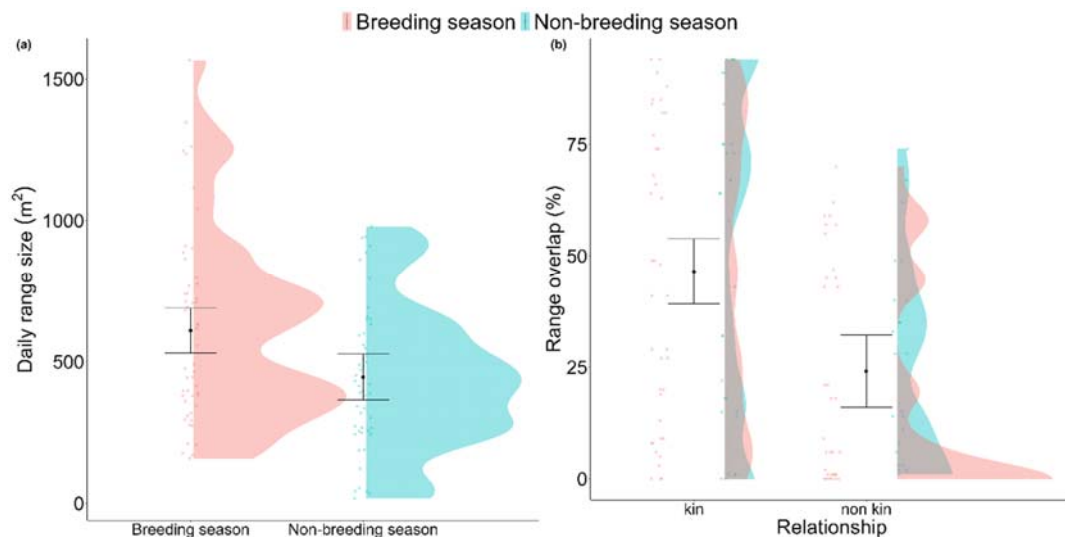 Breeding season Non-breeding season
(a)
(b)
Daily range size (m²)
1500
1000
500
0
Breeding season Non-breeding season
Range overlap (%)
75
50
25
0
kin non kin
Relationship